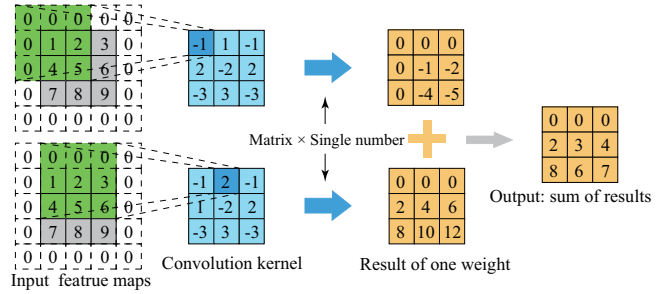 0 0 0 0 0
0 1 2 3 0
0 4 5 6 0
0 7 8 9 0
0 0 0 0 0
-1 1 -1
2 -2 2
-3 3 -3
0 0 0
0 -1 -2
0 -4 -5
Matrix × Single number
0 0 0
2 3 4
8 6 7
Output: sum of results
0 0 0 0 0
0 1 2 3 0
0 4 5 6 0
0 7 8 9 0
0 0 0 0 0
-1 2 -1
1 -2 2
-3 3 -3
0 0 0
2 4 6
8 10 12
Input featrue maps
Convolution kernel
Result of one weight